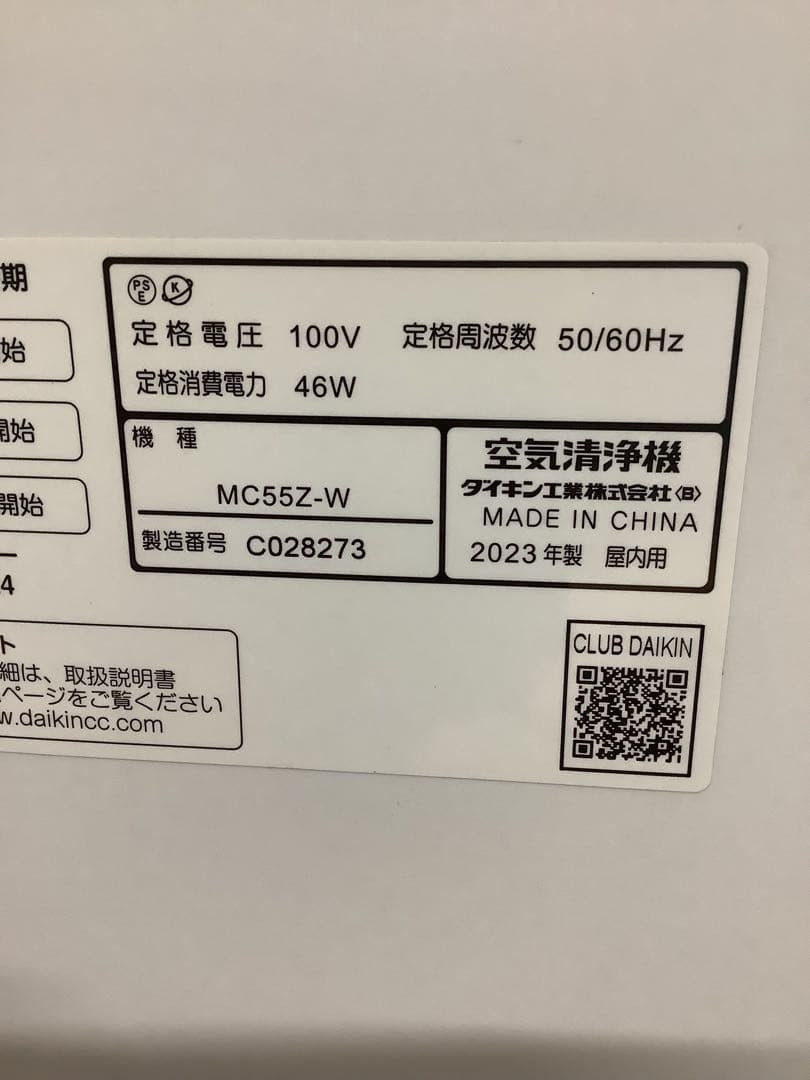 期
始
開始
開始
4
PS
E
K
定格電圧 100V 定格周波数 50/60Hz
定格消費電力 46W
機 種
MC55Z-W
製造番号 C028273
空気清浄機
ダイキン工業株式会社〈B〉
MADE IN CHINA
2023年製 屋内用
ト
細は、取扱説明書
ページをご覧ください
w.daikincc.com
CLUB DAIKIN